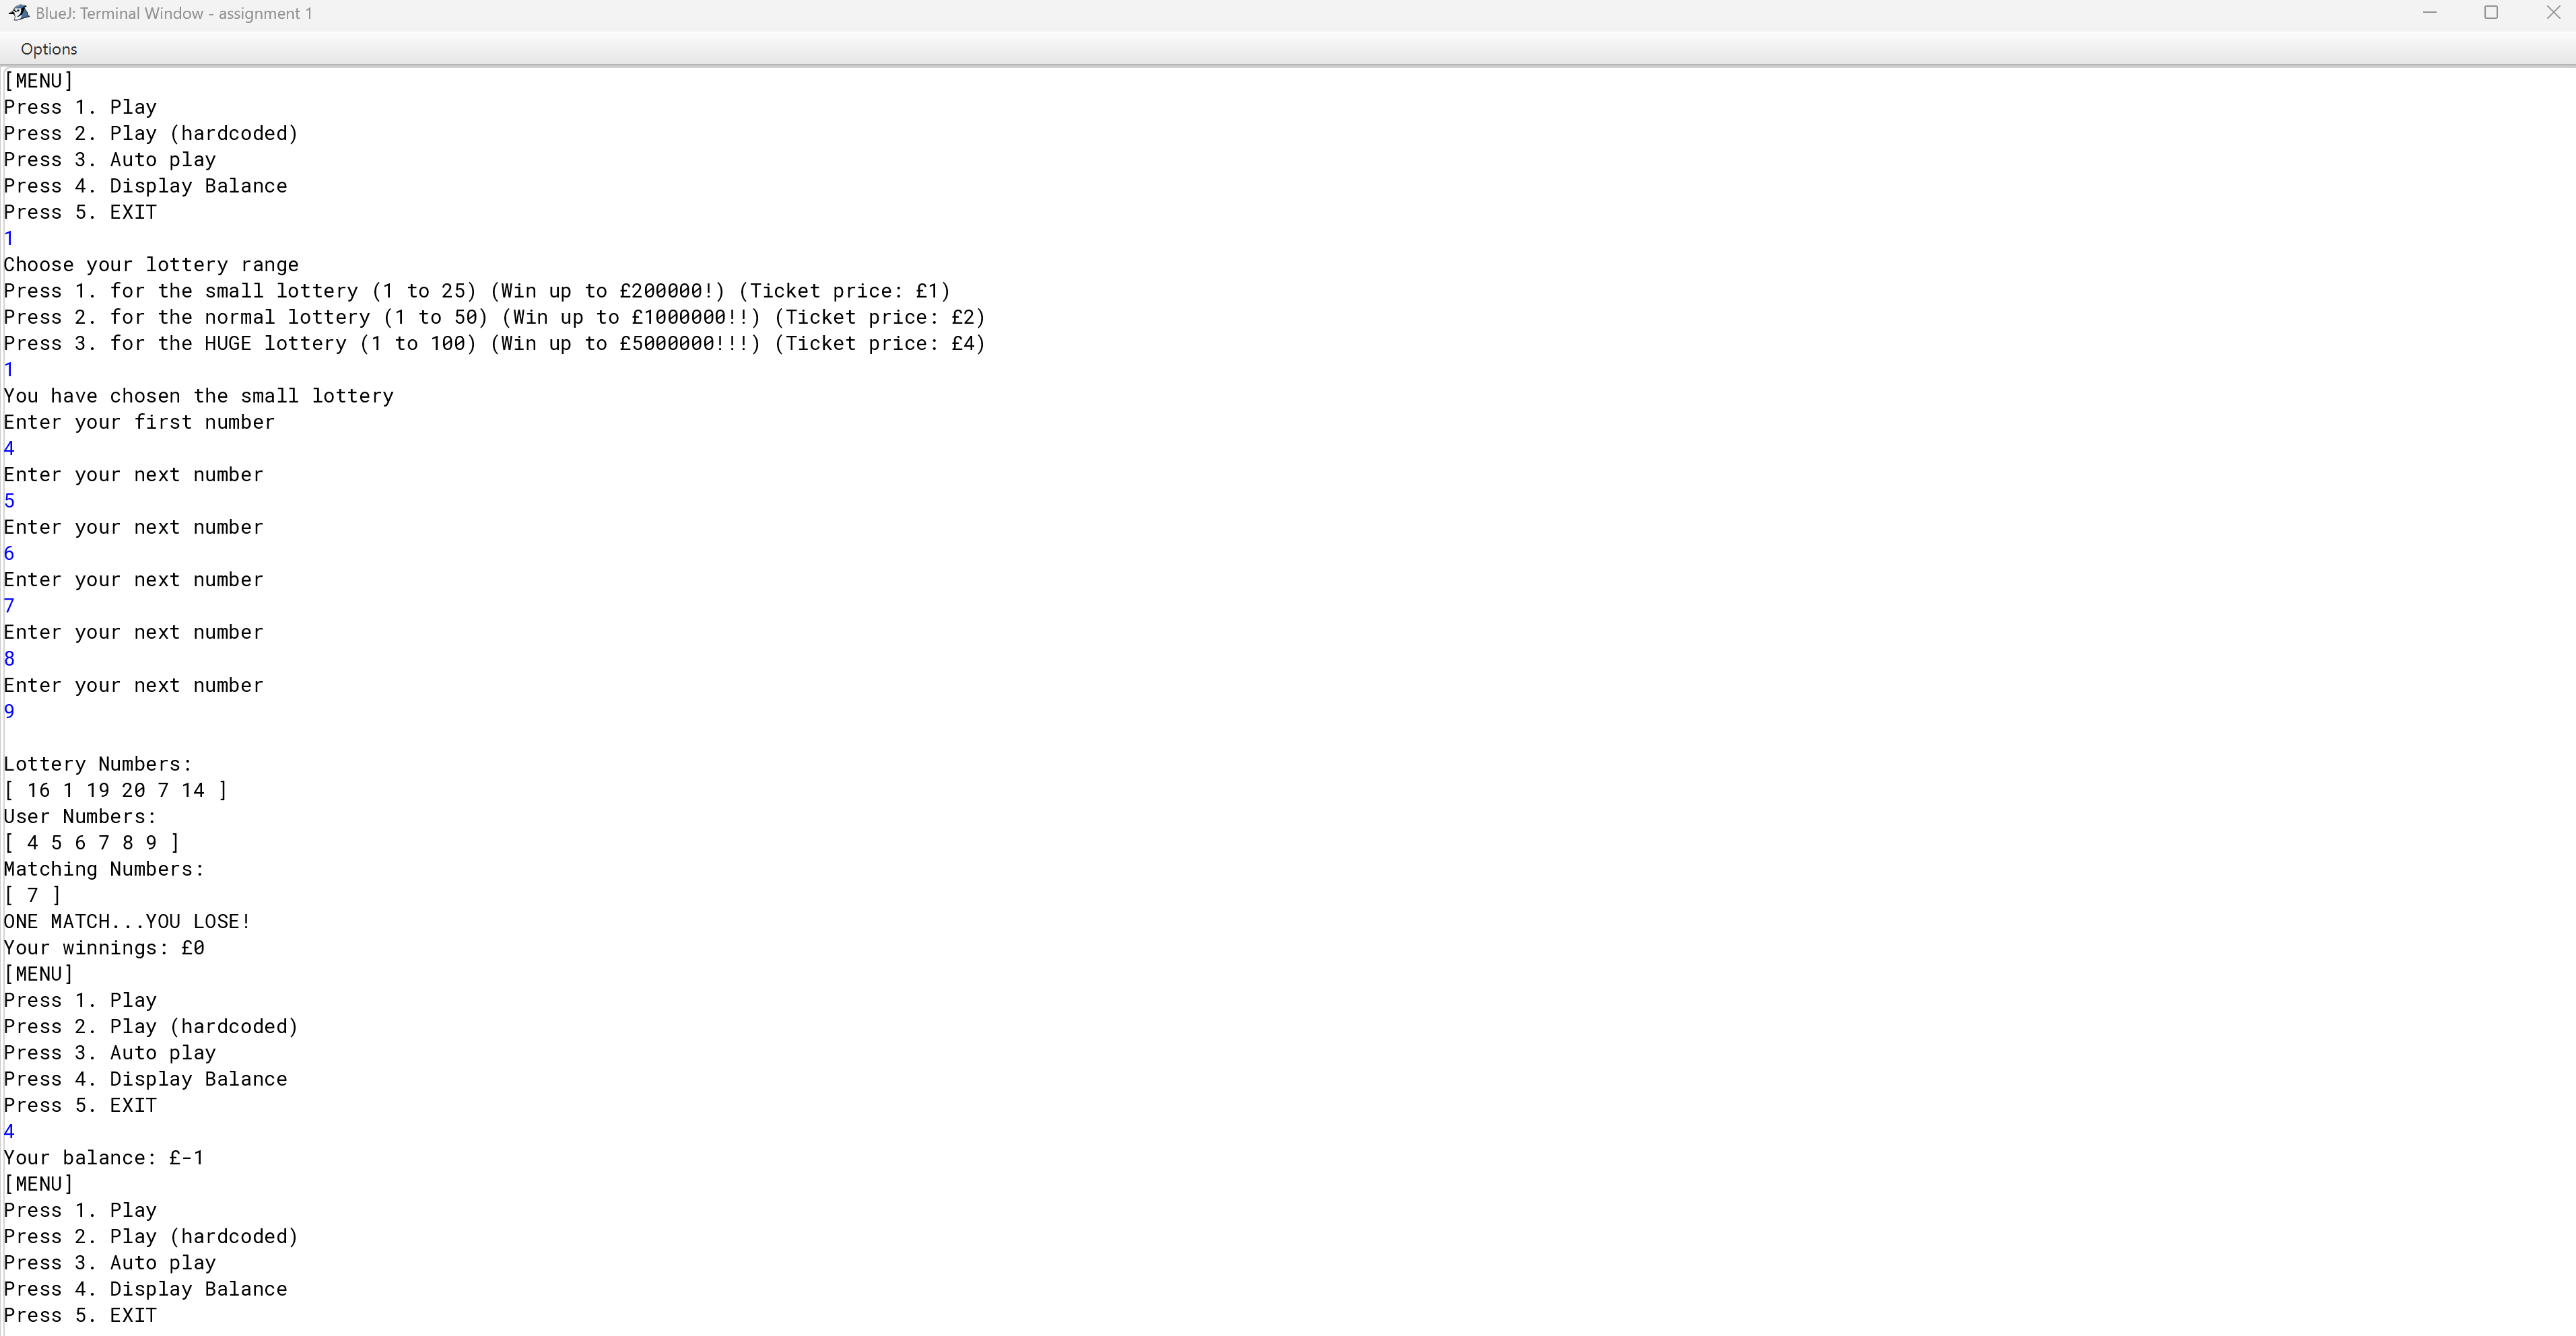 BlueJ: Terminal Window - assignment 1
Options
[MENU]
Press 1. Play
Press 2. Play (hardcoded)
Press 3. Auto play
Press 4. Display Balance
Press 5. EXIT
1
Choose your lottery range
Press 1. for the small lottery (1 to 25) (Win up to £200000!) (Ticket price: £1)
Press 2. for the normal lottery (1 to 50) (Win up to £1000000!!) (Ticket price: £2)
Press 3. for the HUGE lottery (1 to 100) (Win up to £5000000!!!) (Ticket price: £4)
1
You have chosen the small lottery
Enter your first number
4
Enter your next number
5
Enter your next number
6
Enter your next number
7
Enter your next number
8
Enter your next number
9
Lottery Numbers:
[ 16 1 19 20 7 14 ]
User Numbers:
[ 4 5 6 7 8 9 ]
Matching Numbers:
[ 7 ]
ONE MATCH...YOU LOSE!
Your winnings: £0
[MENU]
Press 1. Play
Press 2. Play (hardcoded)
Press 3. Auto play
Press 4. Display Balance
Press 5. EXIT
4
Your balance: £-1
[MENU]
Press 1. Play
Press 2. Play (hardcoded)
Press 3. Auto play
Press 4. Display Balance
Press 5. EXIT